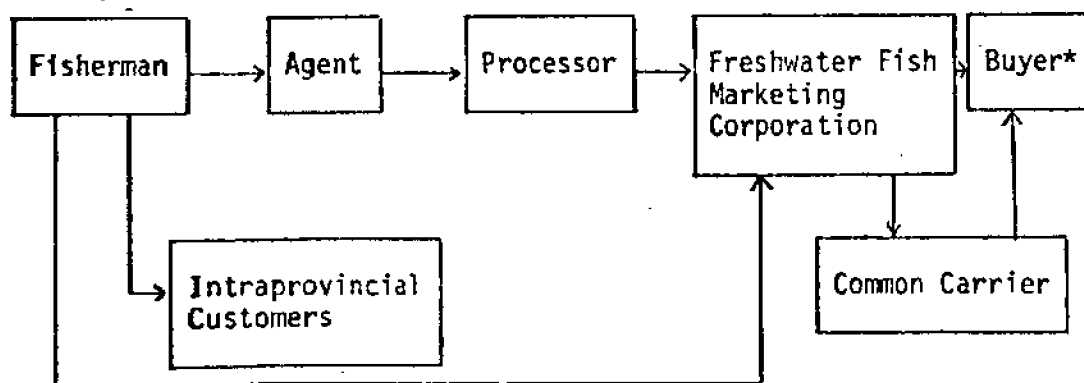 Fisherman
Agent
Processor
Freshwater Fish
Marketing
Corporation
Buyer*
Intraprovincial
Customers
Common Carrier